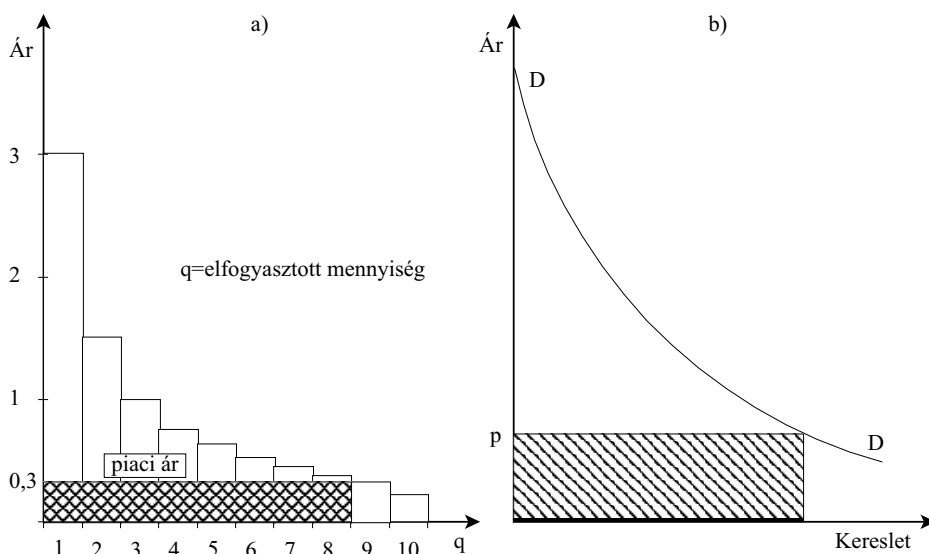 a)
Ár
3
2
q=elfogyasztott mennyiség
1
piaci ár
0,3
1 2 3 4 5 6 7 8 9 10 q
b)
Ár
D
p
D
Kereslet